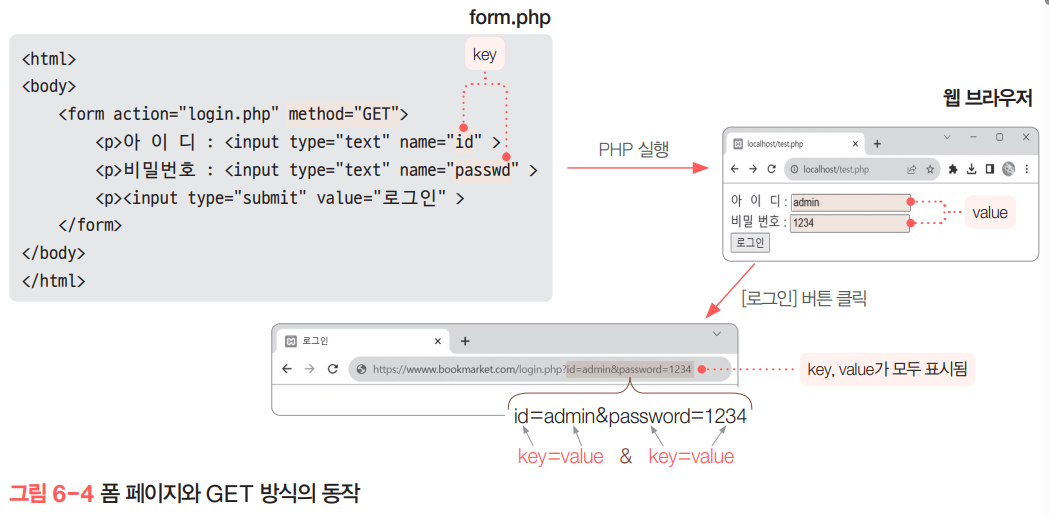 form.php
<html>
<body>
<form action="login.php" method="GET">
<p>아 이 디 : <input type="text" name="id" >
<p>비밀번호 : <input type="text" name="passwd" >
<p><input type="submit" value="로그인" >
</form>
</body>
</html>
key
PHP 실행
웹 브라우저
localhost/test.php
localhost/test.php
아 이 디 : admin
비밀 번호 : 1234
로그인
value
[로그인] 버튼 클릭
로그인
https://wwww.bookmarket.com/login.php?id=admin&password=1234
key, value가 모두 표시됨
id=admin&password=1234
key=value & key=value
그림 6-4 폼 페이지와 GET 방식의 동작